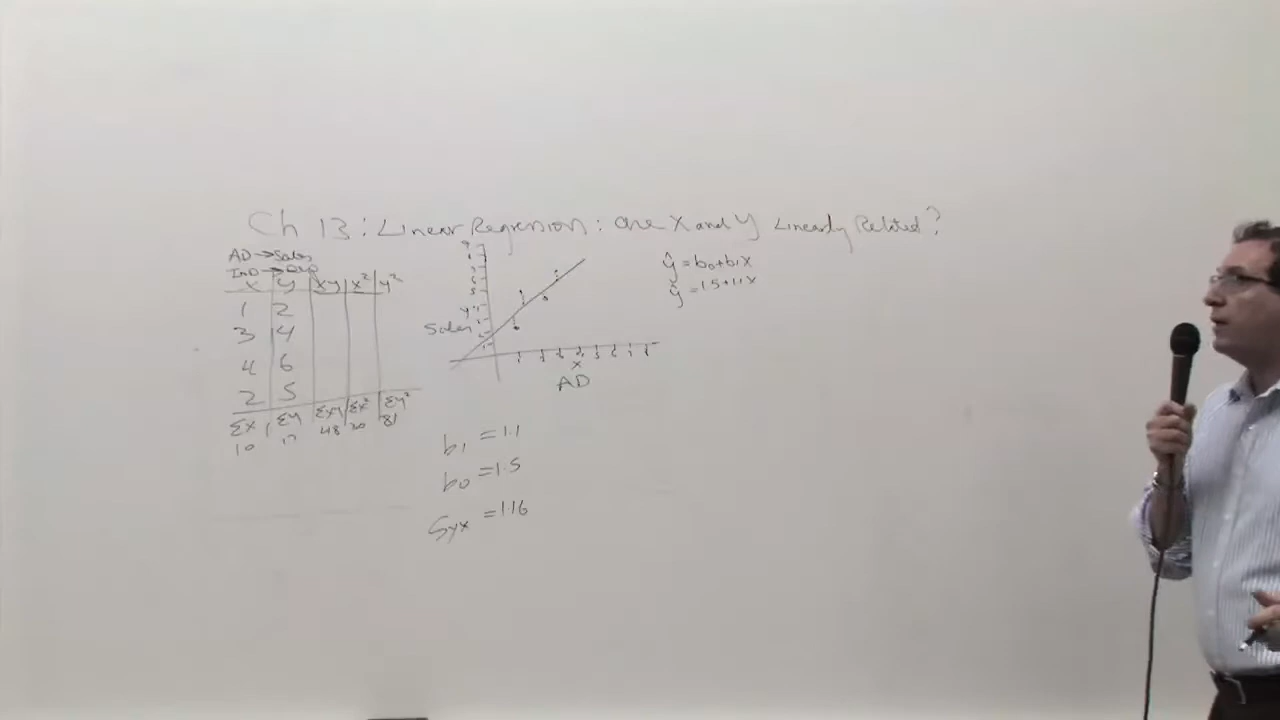 Ch 13: Linear Regression: are X and Y Linearly Related?
AD → Sales
InD → Dep
X Y XY X² Y²
1 2
3 4
4 6
2 5
ΣX ΣY ΣXY ΣX² ΣY²
10 17 48 30 81
Sales
Y
X
AD
ŷ = b₀+b₁X
ŷ = 1.5+1.1X
b₁ = 1.1
b₀ = 1.5
Syx = 1.16